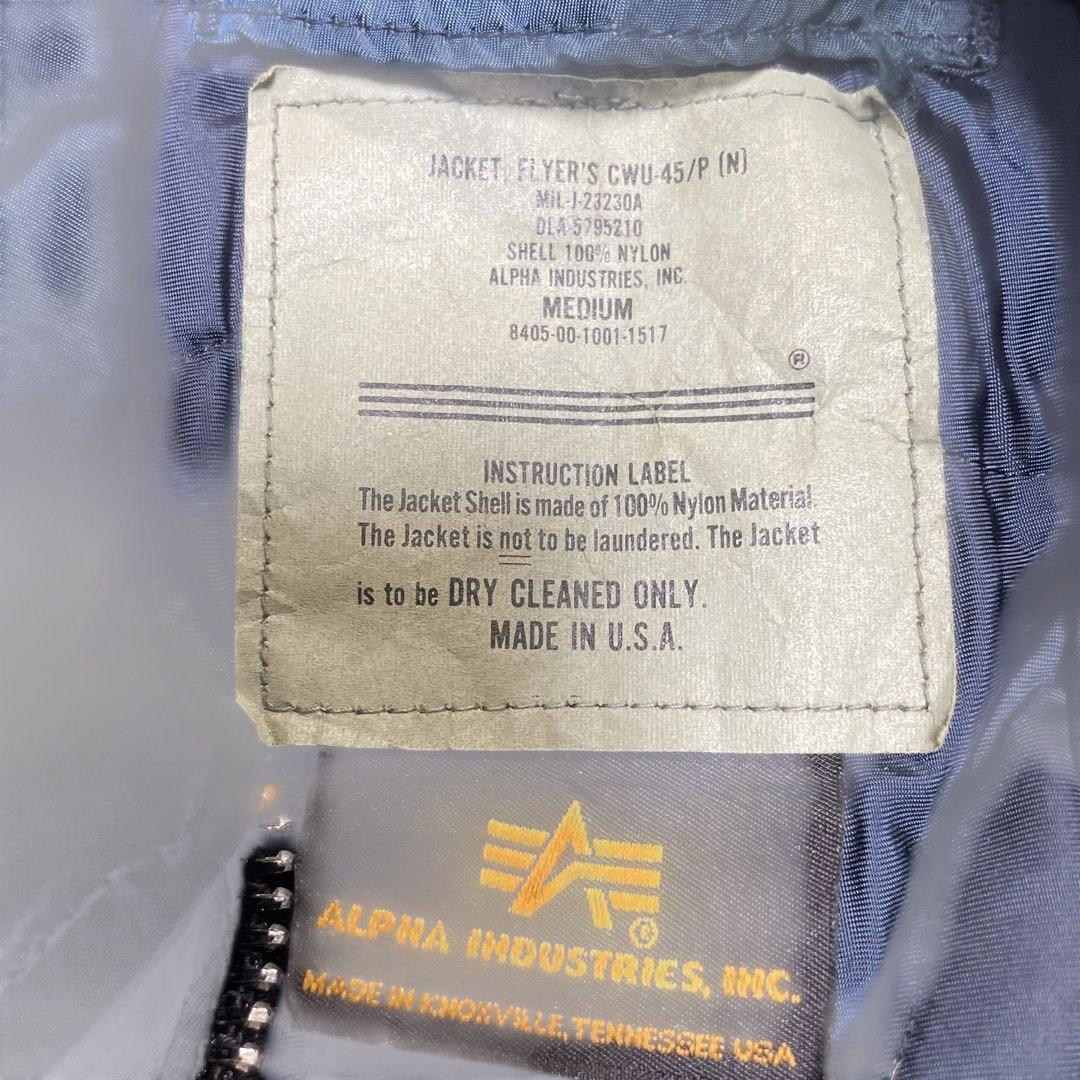 JACKET, FLYER'S CWU-45/P (N)
MIL-J-23230A
DLA-5795210
SHELL 100% NYLON
ALPHA INDUSTRIES, INC.
MEDIUM
8405-00-1001-1517
®
INSTRUCTION LABEL
The Jacket Shell is made of 100% Nylon Material.
The Jacket is not to be laundered. The Jacket
is to be DRY CLEANED ONLY.
MADE IN U.S.A.
®
ALPHA INDUSTRIES, INC.
MADE IN KNOXVILLE, TENNESSEE USA